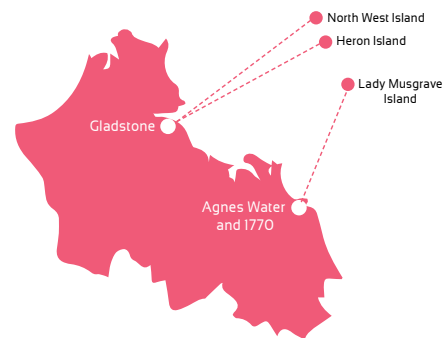 North West Island
Heron Island
Lady Musgrave
Island
Gladstone
Agnes Water
and 1770